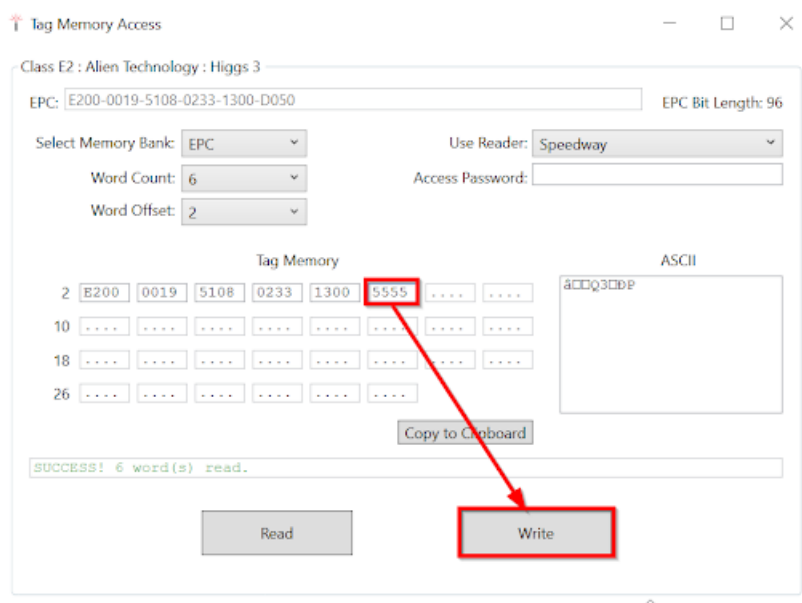 Tag Memory Access
Class E2 : Alien Technology : Higgs 3
EPC: E200-0019-5108-0233-1300-D050 EPC Bit Length: 96
Select Memory Bank: EPC Use Reader: Speedway
Word Count: 6 Access Password:
Word Offset: 2
Tag Memory ASCII
2 E200 0019 5108 0233 1300 5555 .... .... â□□Q3□ÐP
10 .... .... .... .... .... .... .... ....
18 .... .... .... .... .... .... .... ....
26 .... .... .... .... .... ....
Copy to Clipboard
SUCCESS! 6 word(s) read.
Read Write